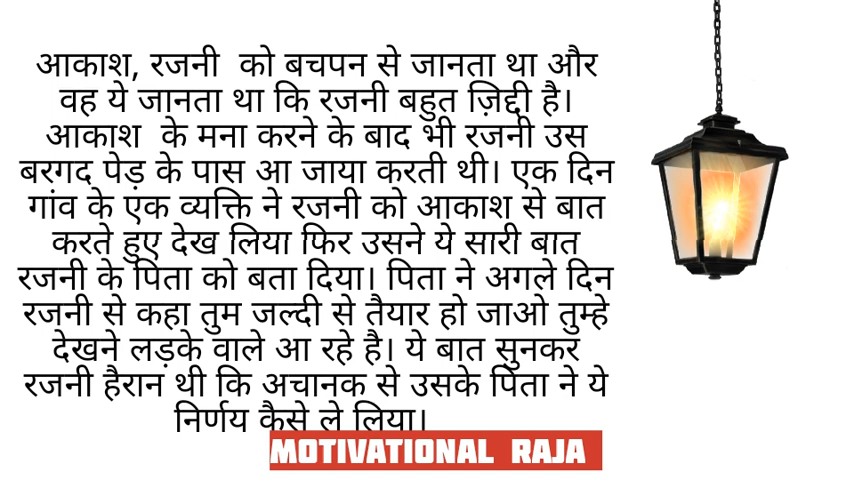 आकाश, रजनी को बचपन से जानता था और
वह ये जानता था कि रजनी बहुत ज़िद्दी है।
आकाश के मना करने के बाद भी रजनी उस
बरगद पेड़ के पास आ जाया करती थी। एक दिन
गांव के एक व्यक्ति ने रजनी को आकाश से बात
करते हुए देख लिया फिर उसने ये सारी बात
रजनी के पिता को बता दिया। पिता ने अगले दिन
रजनी से कहा तुम जल्दी से तैयार हो जाओ तुम्हे
देखने लड़के वाले आ रहे है। ये बात सुनकर
रजनी हैरान थी कि अचानक से उसके पिता ने ये
निर्णय कैसे ले लिया।
MOTIVATIONAL RAJA